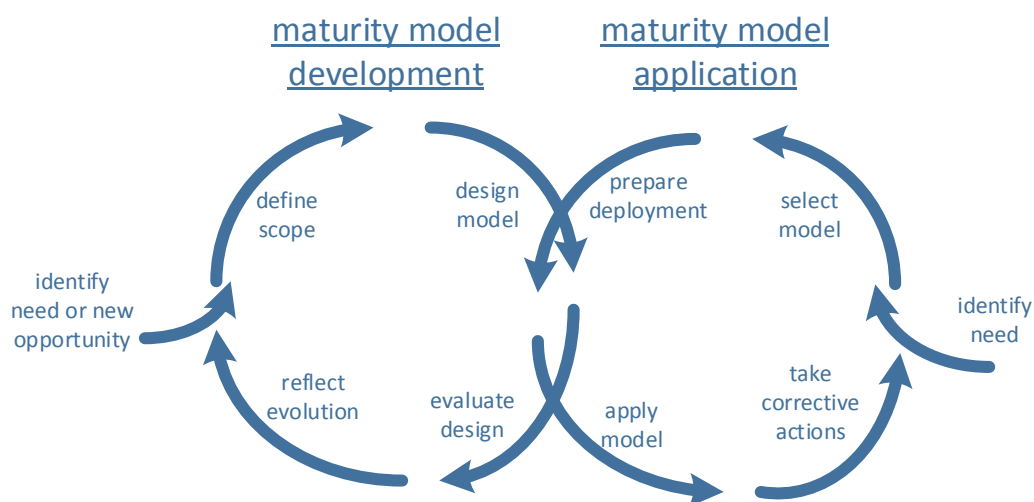 maturity model
development
maturity model
application
define
scope
design
model
prepare
deployment
select
model
identify
need or new
opportunity
identify
need
reflect
evolution
evaluate
design
apply
model
take
corrective
actions